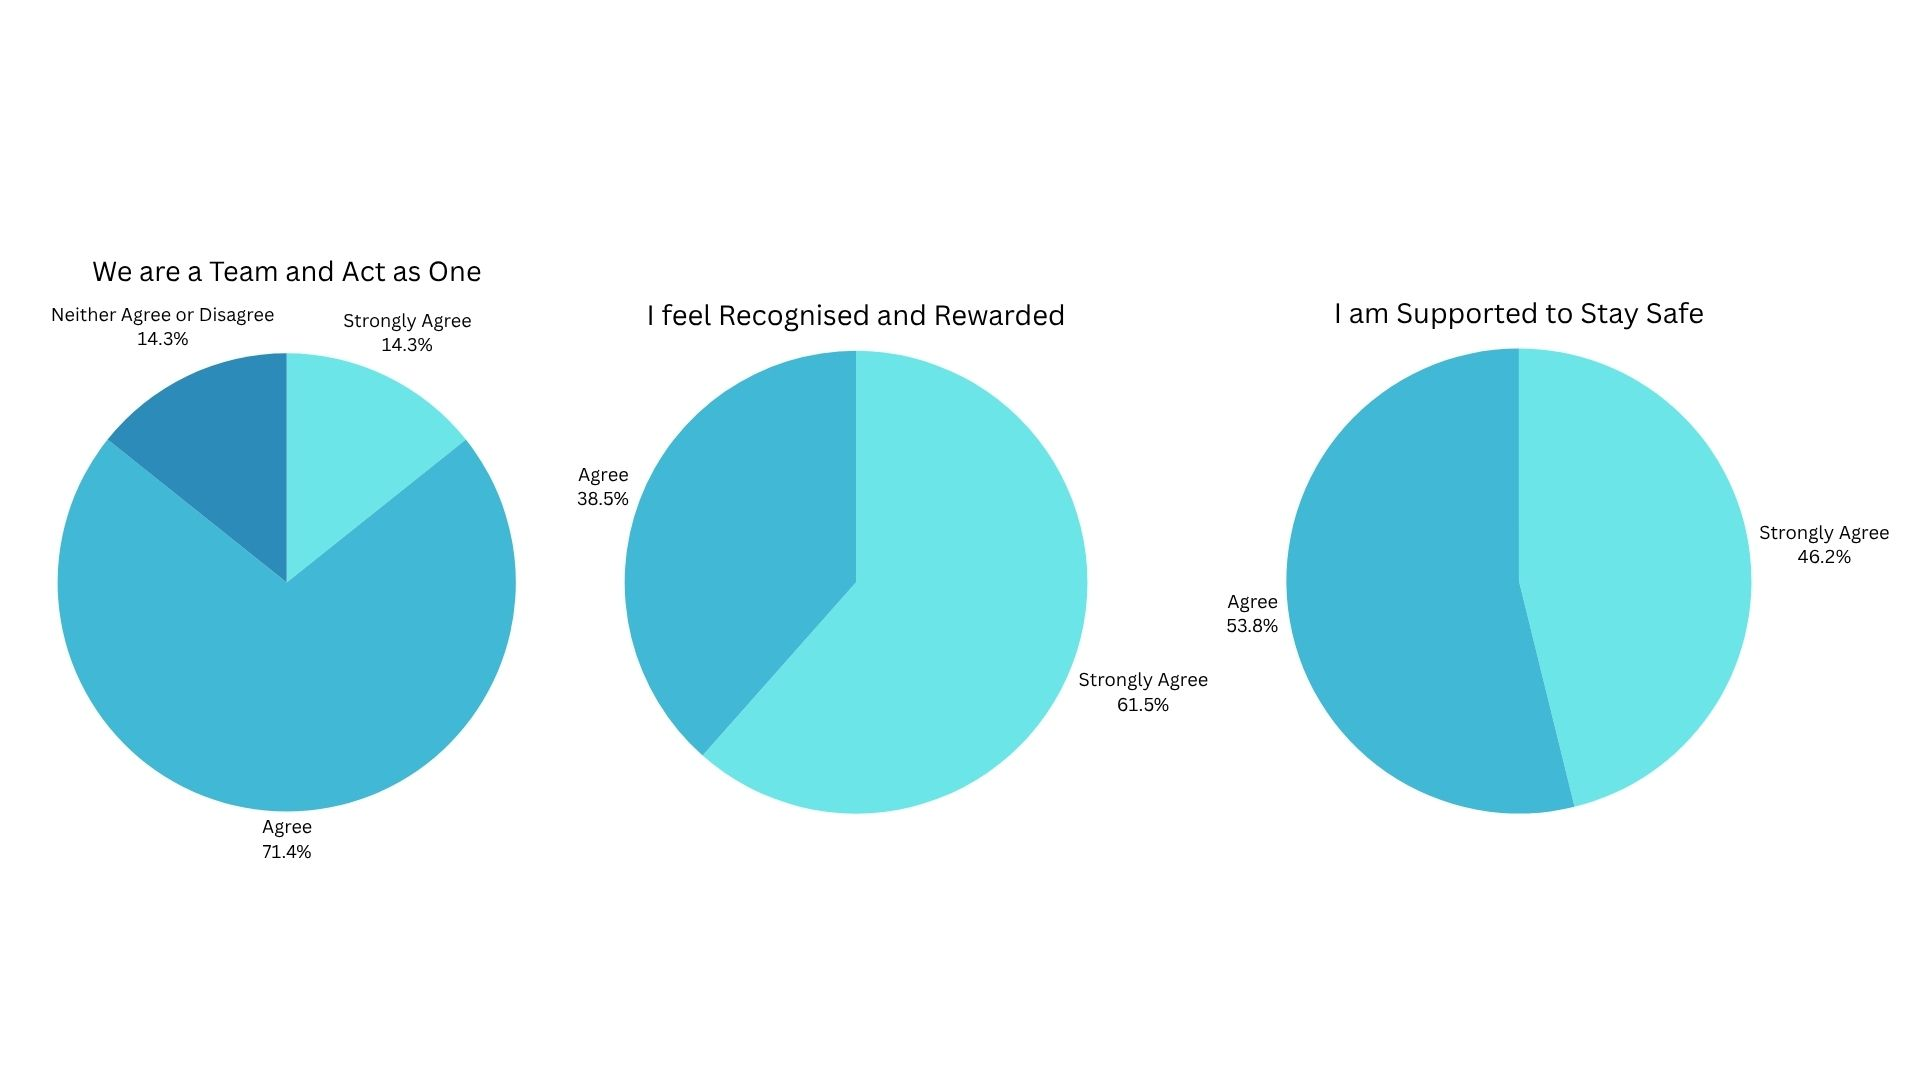 We are a Team and Act as One
Neither Agree or Disagree
14.3%
Strongly Agree
14.3%
Agree
71.4%
I feel Recognised and Rewarded
Agree
38.5%
Strongly Agree
61.5%
I am Supported to Stay Safe
Strongly Agree
46.2%
Agree
53.8%